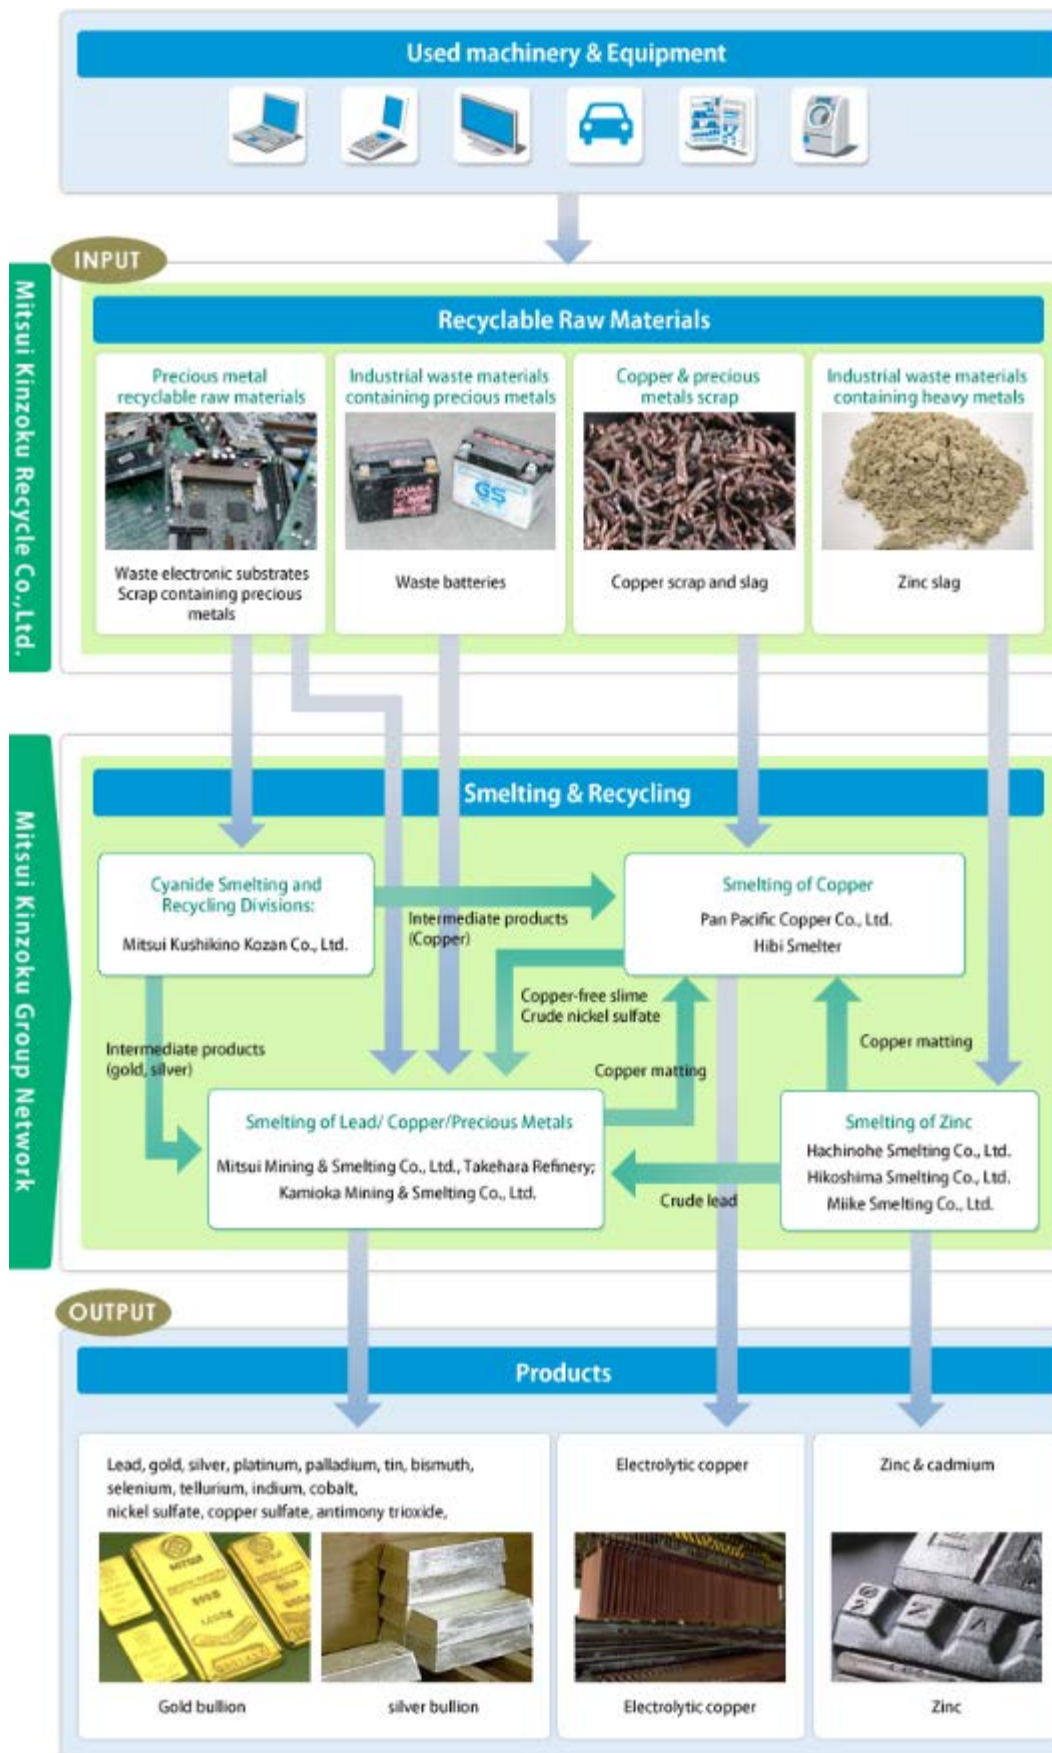 Used machinery & Equipment
INPUT
Mitsui Kinzoku Recycle Co.,Ltd.
Recyclable Raw Materials
Precious metal
recyclable raw materials
Waste electronic substrates
Scrap containing precious
metals
Industrial waste materials
containing precious metals
GS
Waste batteries
Copper & precious
metals scrap
Copper scrap and slag
Industrial waste materials
containing heavy metals
Zinc slag
Mitsui Kinzoku Group Network
Smelting & Recycling
Cyanide Smelting and
Recycling Divisions:
Mitsui Kushikino Kozan Co., Ltd.
Intermediate products
(Copper)
Smelting of Copper
Pan Pacific Copper Co., Ltd.
Hibi Smelter
Copper-free slime
Crude nickel sulfate
Intermediate products
(gold, silver)
Copper matting
Copper matting
Smelting of Lead/ Copper/Precious Metals
Mitsui Mining & Smelting Co., Ltd., Takehara Refinery;
Kamioka Mining & Smelting Co., Ltd.
Crude lead
Smelting of Zinc
Hachinohe Smelting Co., Ltd.
Hikoshima Smelting Co., Ltd.
Miike Smelting Co., Ltd.
OUTPUT
Products
Lead, gold, silver, platinum, palladium, tin, bismuth,
selenium, tellurium, indium, cobalt,
nickel sulfate, copper sulfate, antimony trioxide,
MITSUI
Gold bullion
silver bullion
Electrolytic copper
Electrolytic copper
Zinc & cadmium
Zinc